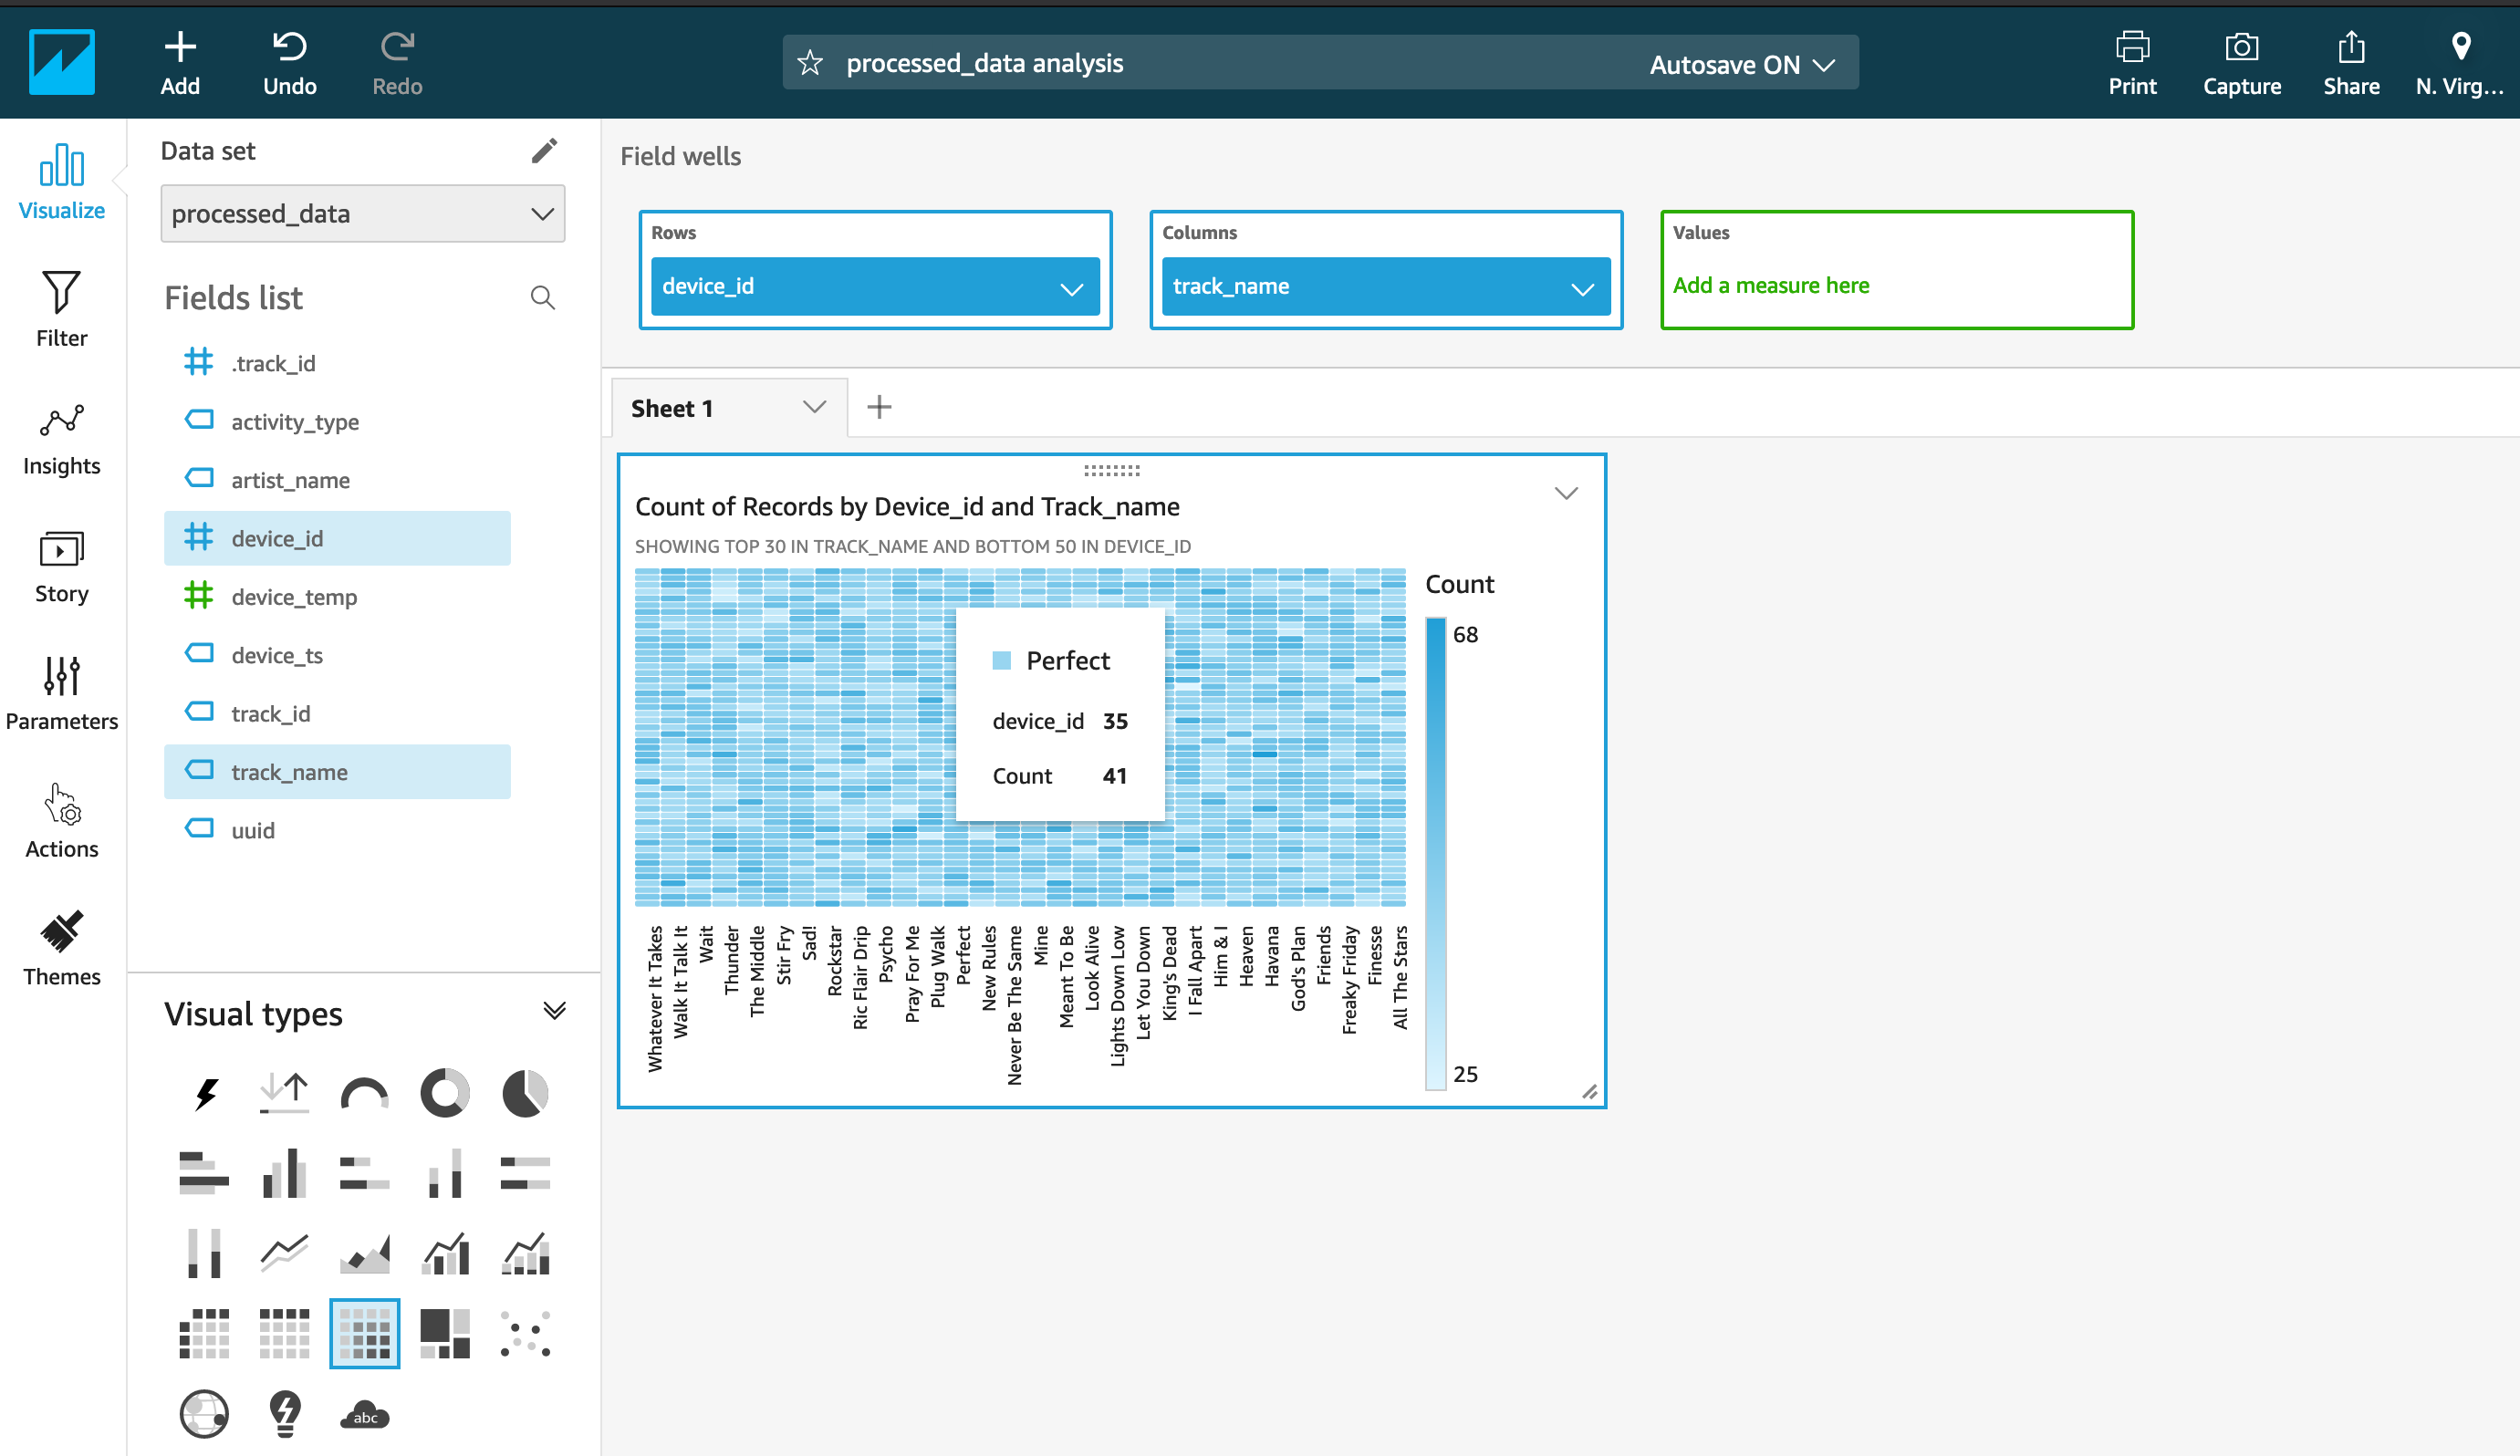 Add
Undo
Redo
processed_data analysis
Autosave ON
Print
Capture
Share
N. Virg...
Visualize
Filter
Insights
Story
Parameters
Actions
Themes
Data set
processed_data
Fields list
.track_id
activity_type
artist_name
device_id
device_temp
device_ts
track_id
track_name
uuid
Visual types
abc
Field wells
Rows
device_id
Columns
track_name
Values
Add a measure here
Sheet 1
Count of Records by Device_id and Track_name
SHOWING TOP 30 IN TRACK_NAME AND BOTTOM 50 IN DEVICE_ID
Perfect
device_id 35
Count 41
Whatever It Takes
Walk It Talk It
Wait
Thunder
The Middle
Stir Fry
Sad!
Rockstar
Ric Flair Drip
Psycho
Pray For Me
Plug Walk
Perfect
New Rules
Never Be The Same
Mine
Meant To Be
Look Alive
Lights Down Low
Let You Down
King's Dead
I Fall Apart
Him & I
Heaven
Havana
God's Plan
Friends
Freaky Friday
Finesse
All The Stars
Count
68
25